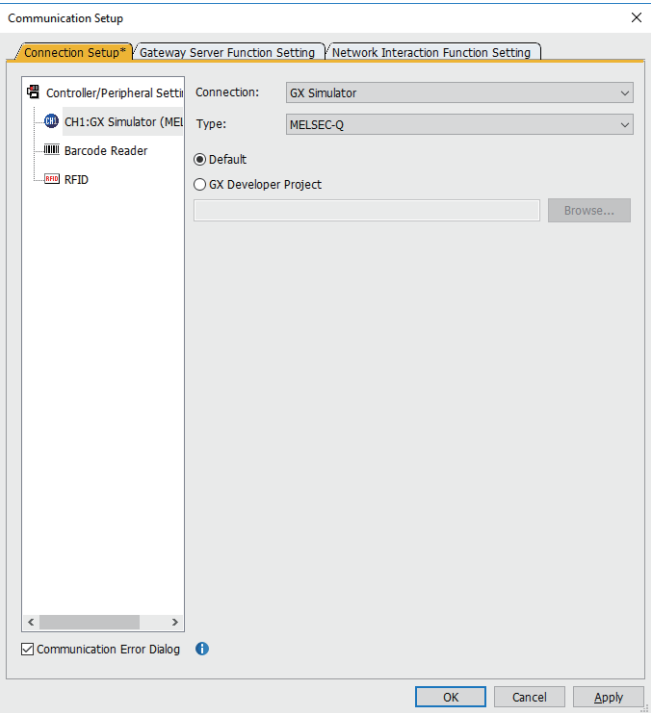 Communication Setup
Connection Setup* Gateway Server Function Setting Network Interaction Function Setting
Controller/Peripheral Setti
CH1 CH1:GX Simulator (MEL
Barcode Reader
RFID RFID
Connection: GX Simulator
Type: MELSEC-Q
Default
GX Developer Project
Browse...
Communication Error Dialog
OK Cancel Apply